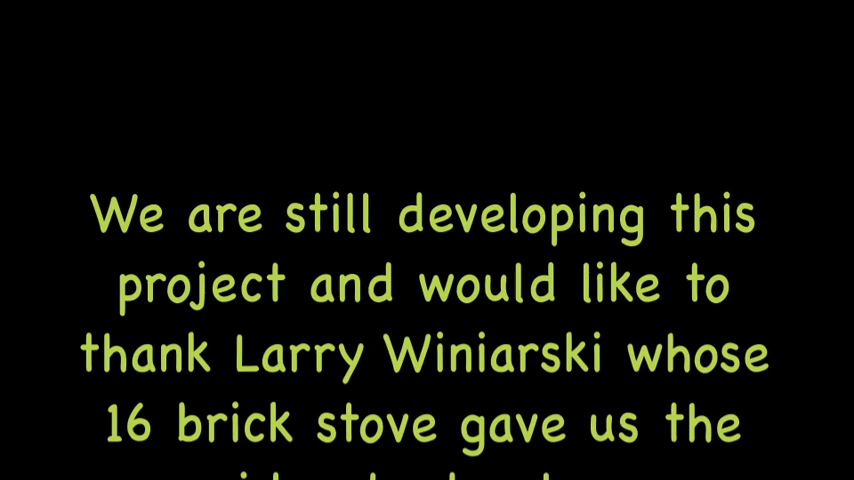 We are still developing this
project and would like to
thank Larry Winiarski whose
16 brick stove gave us the